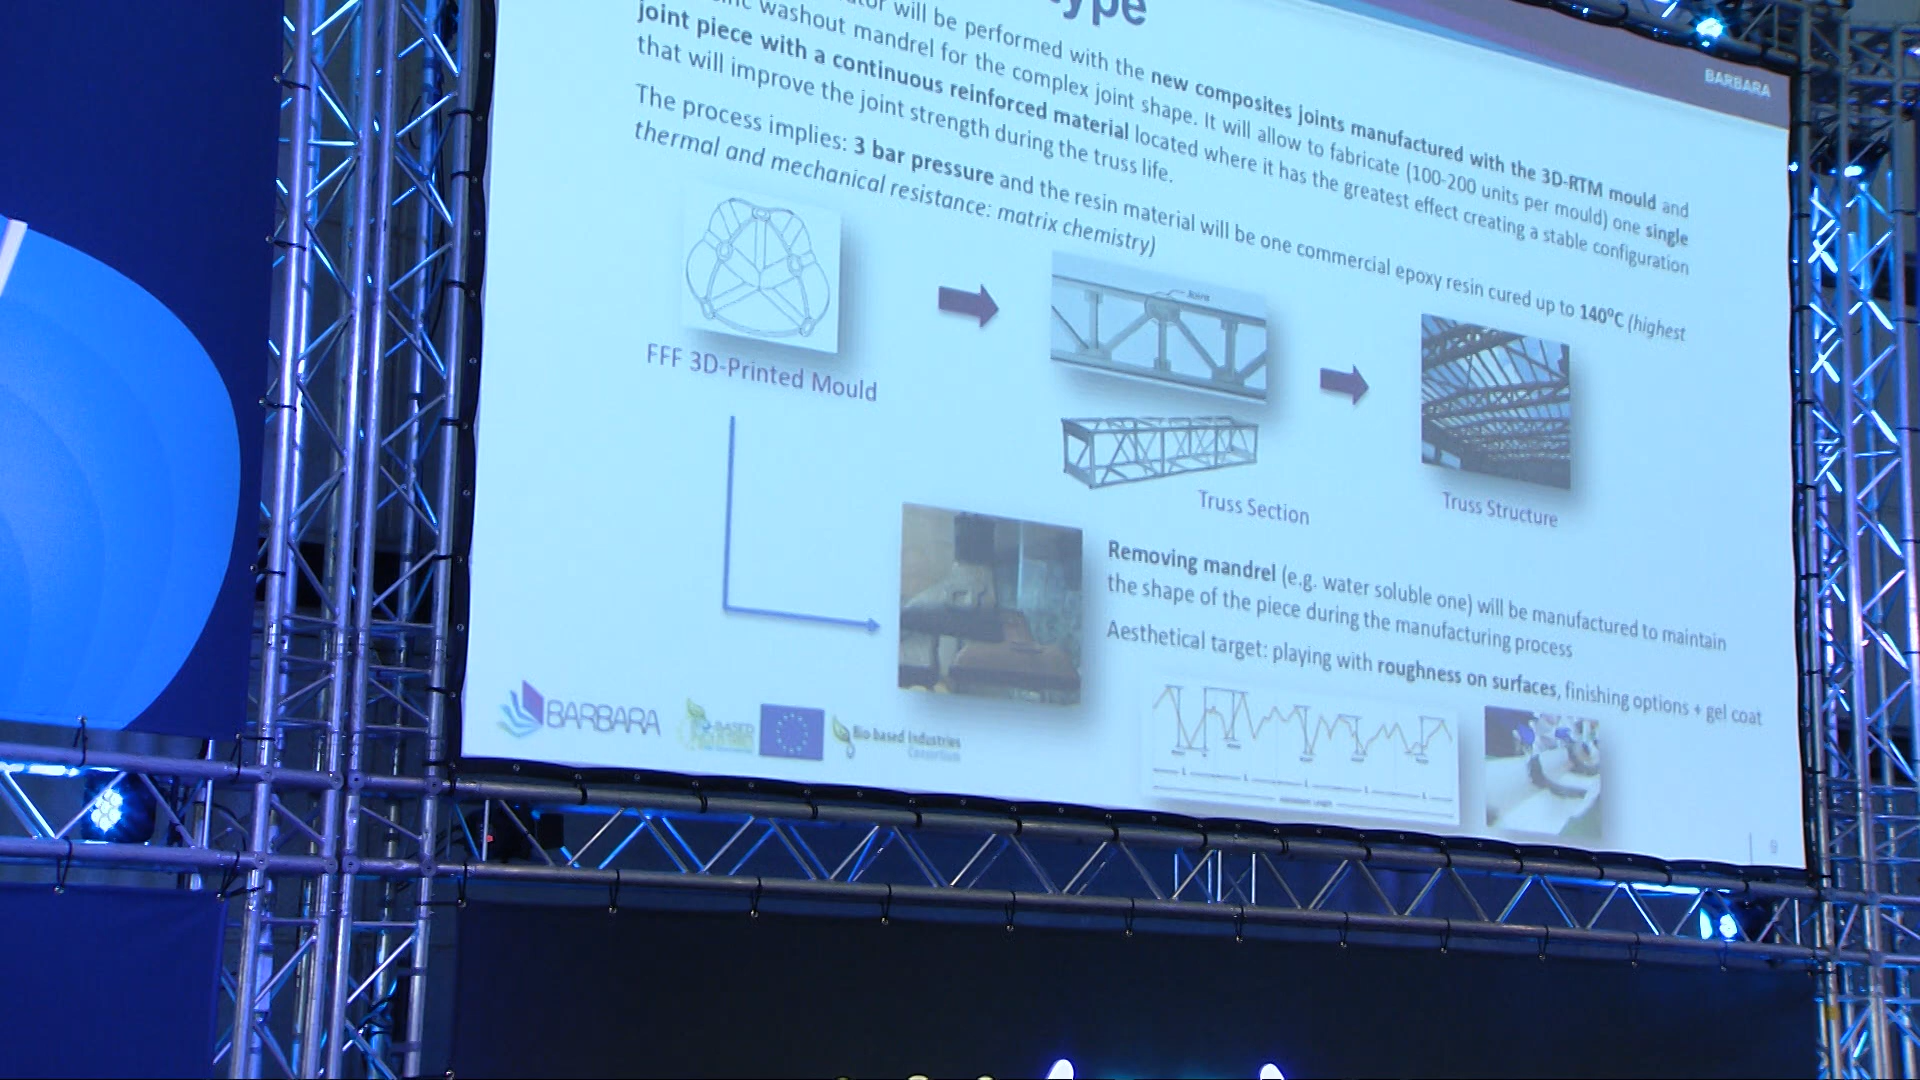 will be performed with the new composites joints manufactured with the 3D-RTM mould and
washout mandrel for the complex joint shape. It will allow to fabricate (100-200 units per mould) one single
joint piece with a continuous reinforced material located where it has the greatest effect creating a stable configuration
that will improve the joint strength during the truss life.
The process implies: 3 bar pressure and the resin material will be one commercial epoxy resin cured up to 140ºC (highest
thermal and mechanical resistance: matrix chemistry)
BARBARA
FFF 3D-Printed Mould
Joint
Truss Section
Truss Structure
Removing mandrel (e.g. water soluble one) will be manufactured to maintain
the shape of the piece during the manufacturing process
Aesthetical target: playing with roughness on surfaces, finishing options + gel coat
BARBARA
Bio based Industries
Consortium
9